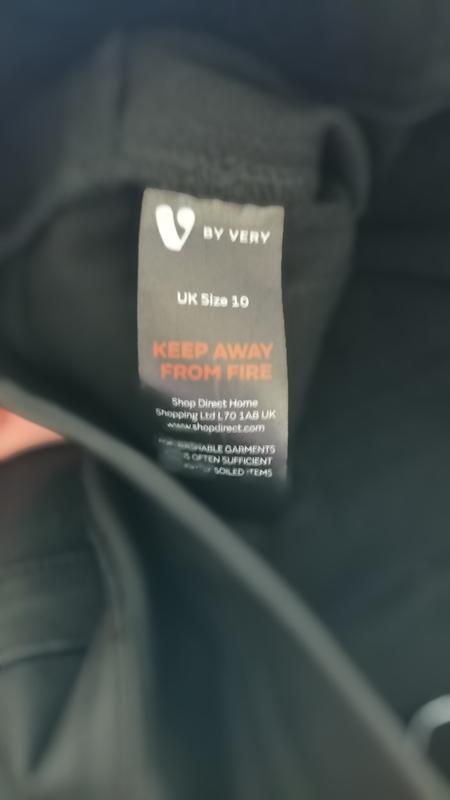 V BY VERY
UK Size 10
KEEP AWAY
FROM FIRE
Shop Direct Home
Shopping Ltd L70 1AB UK
www.shopdirect.com
WASHABLE GARMENTS
IS OFTEN SUFFICIENT
SOILED ITEMS